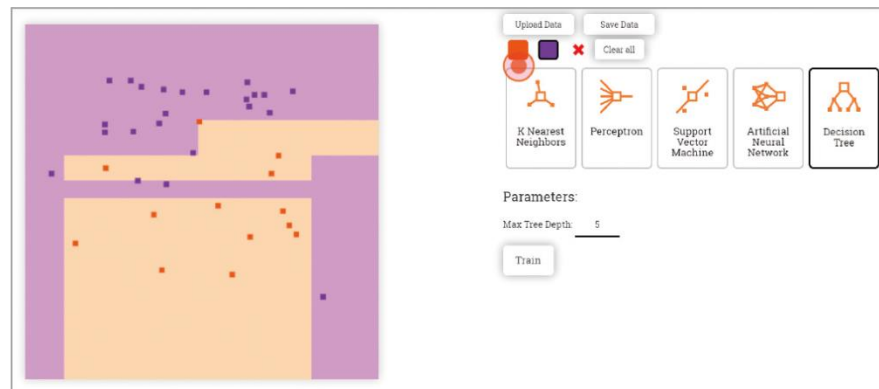 Upload Data
Save Data
Clear all
K Nearest
Neighbors
Perceptron
Support
Vector
Machine
Artificial
Neural
Network
Decision
Tree
Parameters:
Max Tree Depth: 5
Train